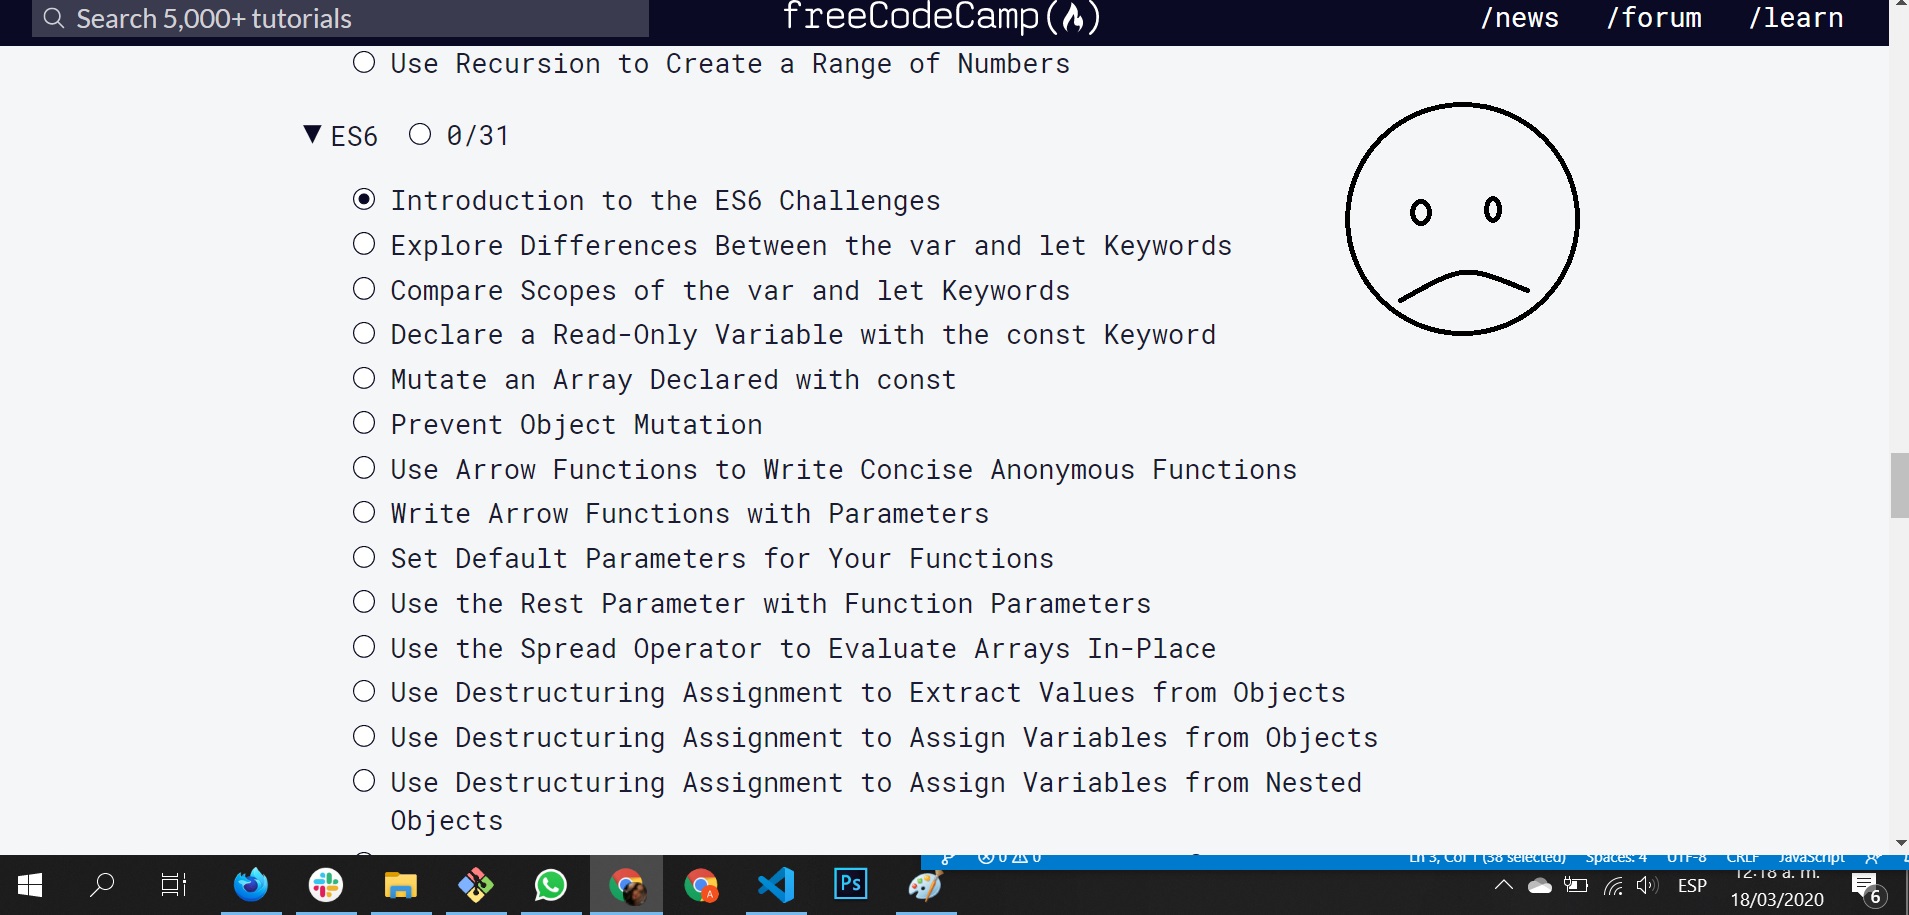 Search 5,000+ tutorials
freeCodeCamp
/news /forum /learn
Use Recursion to Create a Range of Numbers
ES6 0/31
Introduction to the ES6 Challenges
Explore Differences Between the var and let Keywords
Compare Scopes of the var and let Keywords
Declare a Read-Only Variable with the const Keyword
Mutate an Array Declared with const
Prevent Object Mutation
Use Arrow Functions to Write Concise Anonymous Functions
Write Arrow Functions with Parameters
Set Default Parameters for Your Functions
Use the Rest Parameter with Function Parameters
Use the Spread Operator to Evaluate Arrays In-Place
Use Destructuring Assignment to Extract Values from Objects
Use Destructuring Assignment to Assign Variables from Objects
Use Destructuring Assignment to Assign Variables from Nested
Objects
0 0 Ln 3, Col 1 (38 selected) Spaces: 4 UTF-8 CRLF JavaScript
A
Ps
ESP
12:18 a. m.
18/03/2020
6